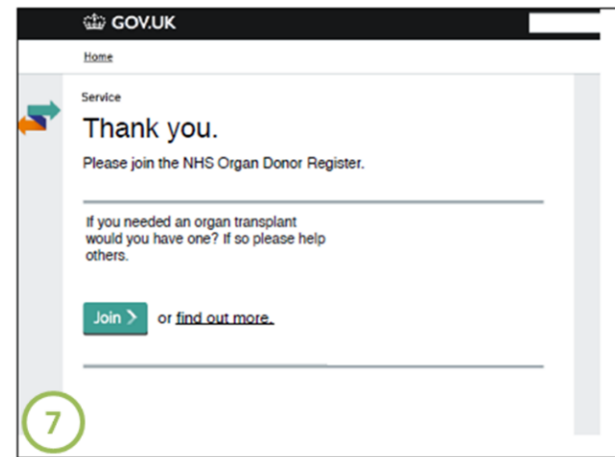 GOV.UK
Home
Service
Thank you.
Please join the NHS Organ Donor Register.
If you needed an organ transplant
would you have one? If so please help
others.
Join or find out more.
7